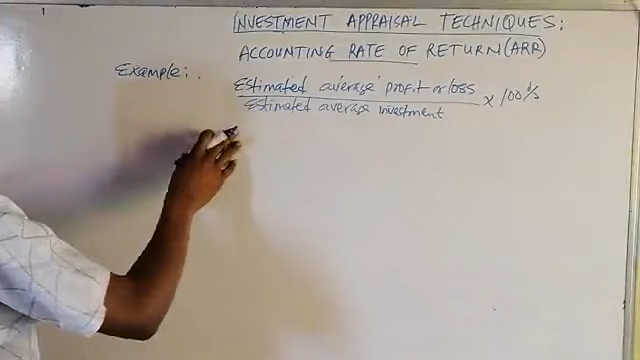 INVESTMENT APPRAISAL TECHNIQUES:
ACCOUNTING RATE OF RETURN (ARR)
Example:.
Estimated average profit or loss
Estimated average investment
x 100%